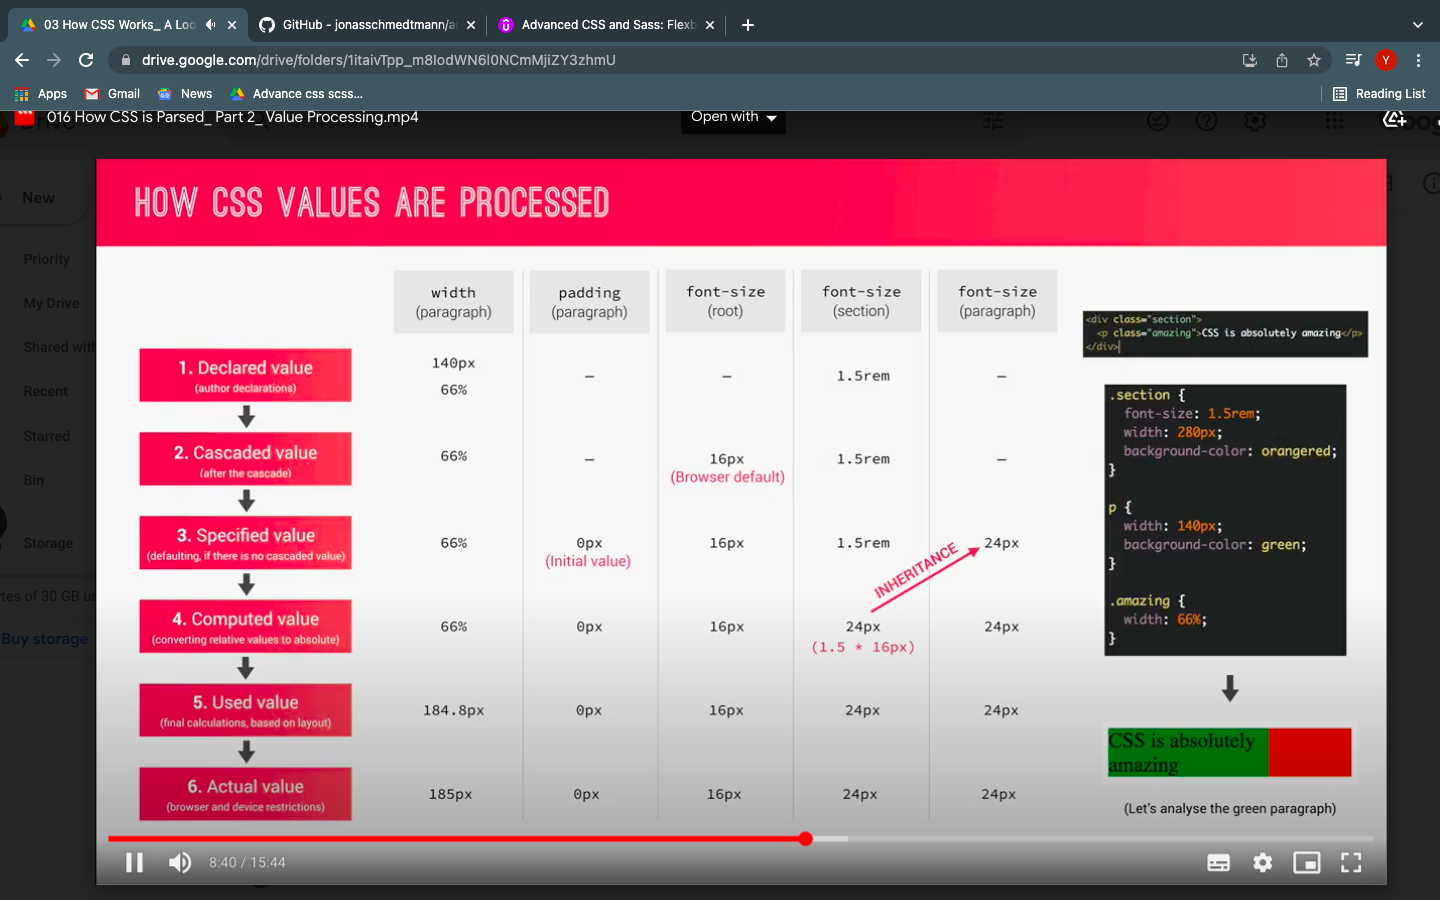 03 How CSS Works_ A Loo
GitHub - jonasschmedtmann/a
Advanced CSS and Sass: Flexb
drive.google.com/drive/folders/1itaivTpp_m8IodWN6I0NCmMjiZY3zhmU
Y
Apps
Gmail
News
Advance css scss...
Reading List
016 How CSS is Parsed_ Part 2_ Value Processing.mp4
Open with
New
Priority
My Drive
Shared with
Recent
Starred
Bin
Storage
of 30 GB us
Buy storage
HOW CSS VALUES ARE PROCESSED
width
(paragraph)
padding
(paragraph)
font-size
(root)
font-size
(section)
font-size
(paragraph)
1. Declared value
(author declarations)
140px
66%
–
–
1.5rem
–
2. Cascaded value
(after the cascade)
66%
–
16px
(Browser default)
1.5rem
–
3. Specified value
(defaulting, if there is no cascaded value)
66%
0px
(Initial value)
16px
1.5rem
INHERITANCE
24px
4. Computed value
(converting relative values to absolute)
66%
0px
16px
24px
(1.5 * 16px)
24px
5. Used value
(final calculations, based on layout)
184.8px
0px
16px
24px
24px
6. Actual value
(browser and device restrictions)
185px
0px
16px
24px
24px
<div class="section">
<p class="amazing">CSS is absolutely amazing</p>
</div>
.section {
font-size: 1.5rem;
width: 280px;
background-color: orangered;
}
p {
width: 140px;
background-color: green;
}
.amazing {
width: 66%;
}
CSS is absolutely
amazing
(Let's analyse the green paragraph)
8:40 / 15:44